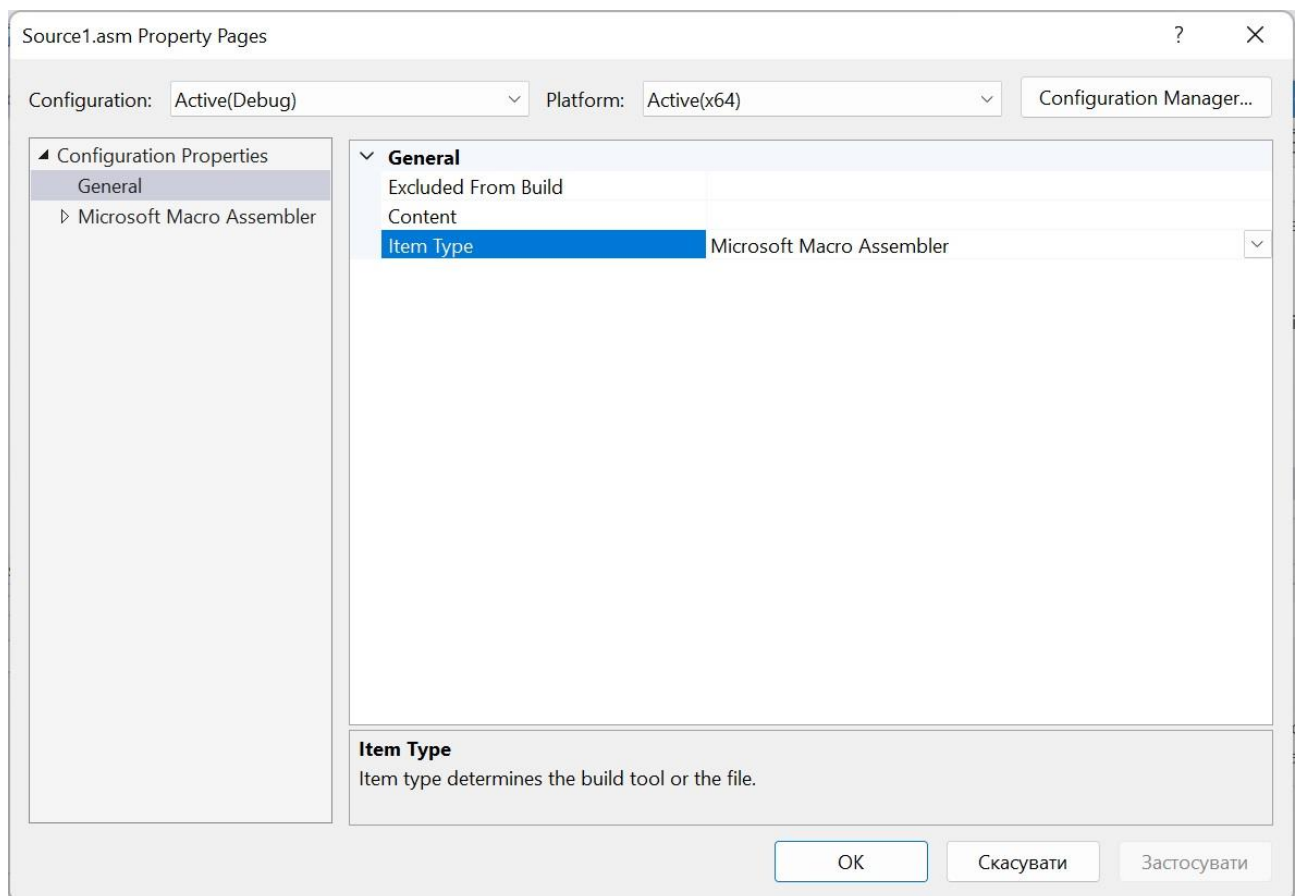 Source1.asm Property Pages
?
Configuration: Active(Debug) Platform: Active(x64) Configuration Manager...
Configuration Properties
General
Microsoft Macro Assembler
General
Excluded From Build
Content
Item Type Microsoft Macro Assembler
Item Type
Item type determines the build tool or the file.
OK Скасувати Застосувати